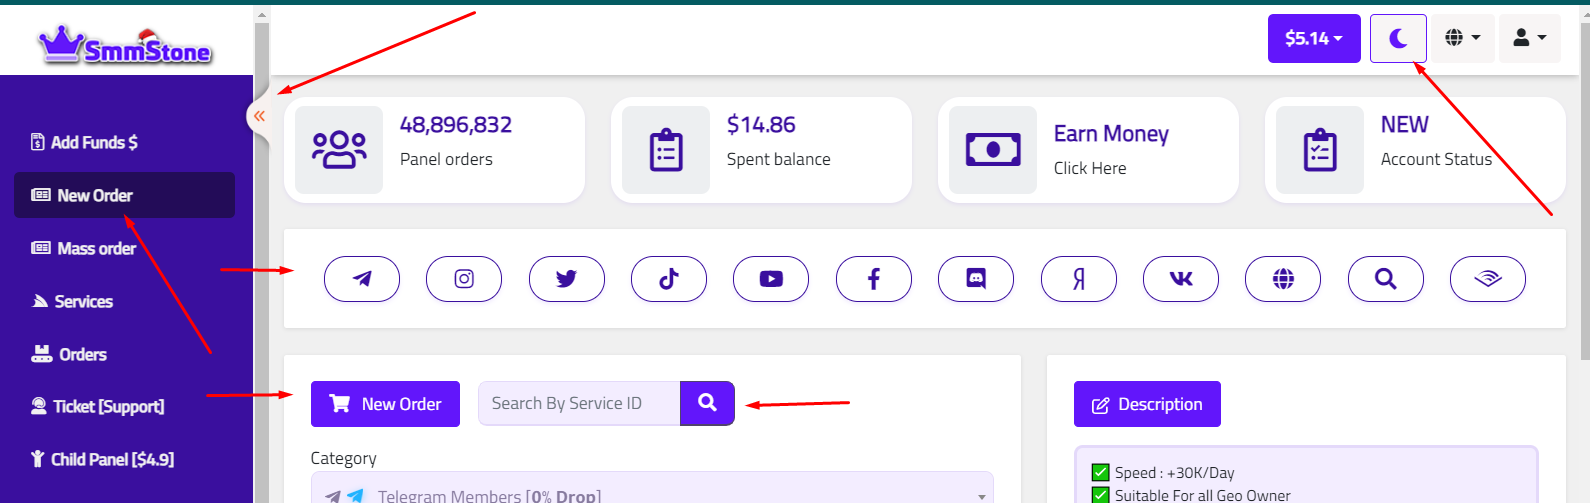 SmmStone
$5.14
Add Funds $
New Order
Mass order
Services
Orders
Ticket [Support]
Child Panel [$4.9]
48,896,832
Panel orders
$14.86
Spent balance
Earn Money
Click Here
NEW
Account Status
New Order
Search By Service ID
Category
Telegram Members [0% Drop]
Description
Speed : +30K/Day
Suitable For all Geo Owner